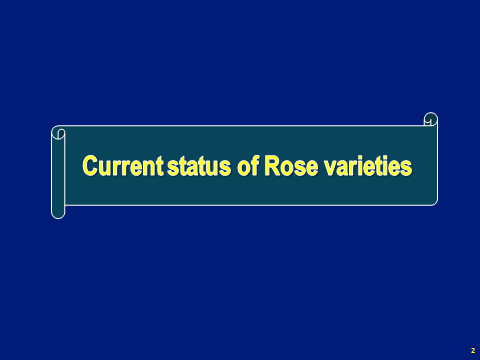 Current status of Rose varieties
2